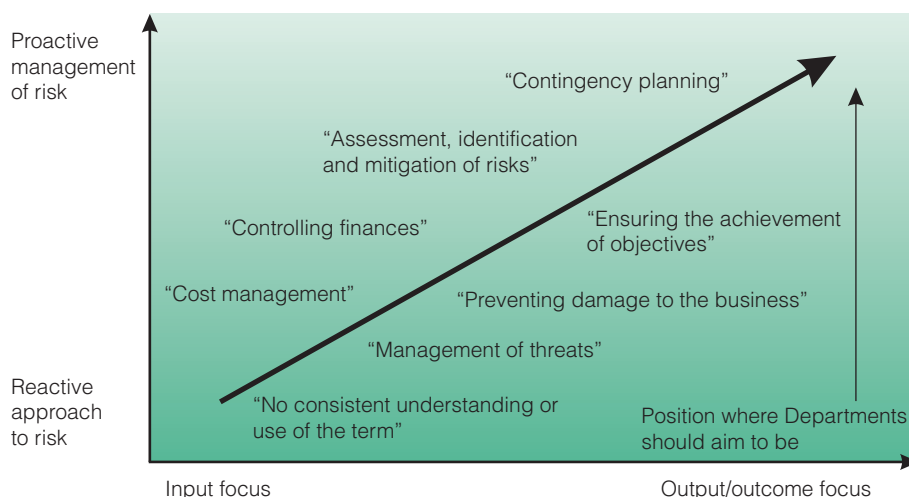 Proactive
management
of risk
“Contingency planning”
“Assessment, identification
and mitigation of risks”
“Controlling finances”
“Ensuring the achievement
of objectives”
“Cost management”
“Preventing damage to the business”
“Management of threats”
Reactive
approach
to risk
“No consistent understanding or
use of the term”
Position where Departments
should aim to be
Input focus
Output/outcome focus